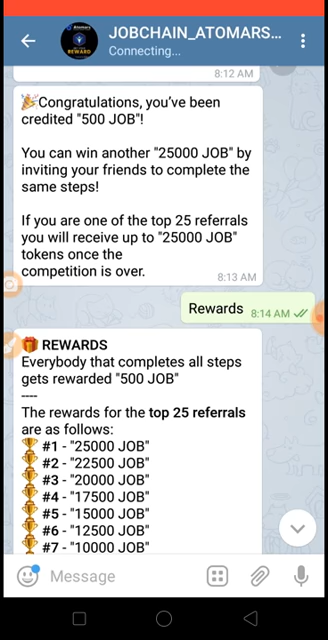 JOBCHAIN_ATOMARS...
Connecting...
REWARD
8:12 AM
🎉Congratulations, you've been
credited "500 JOB"!
You can win another "25000 JOB" by
inviting your friends to complete the
same steps!
If you are one of the top 25 referrals
you will receive up to "25000 JOB"
tokens once the
competition is over.
8:13 AM
Rewards 8:14 AM
🎁 REWARDS
Everybody that completes all steps
gets rewarded "500 JOB"
----
The rewards for the top 25 referrals
are as follows:
🏆 #1 - "25000 JOB"
🏆 #2 - "22500 JOB"
🏆 #3 - "20000 JOB"
🏆 #4 - "17500 JOB"
🏆 #5 - "15000 JOB"
🏆 #6 - "12500 JOB"
🏆 #7 - "10000 JOB"
Message